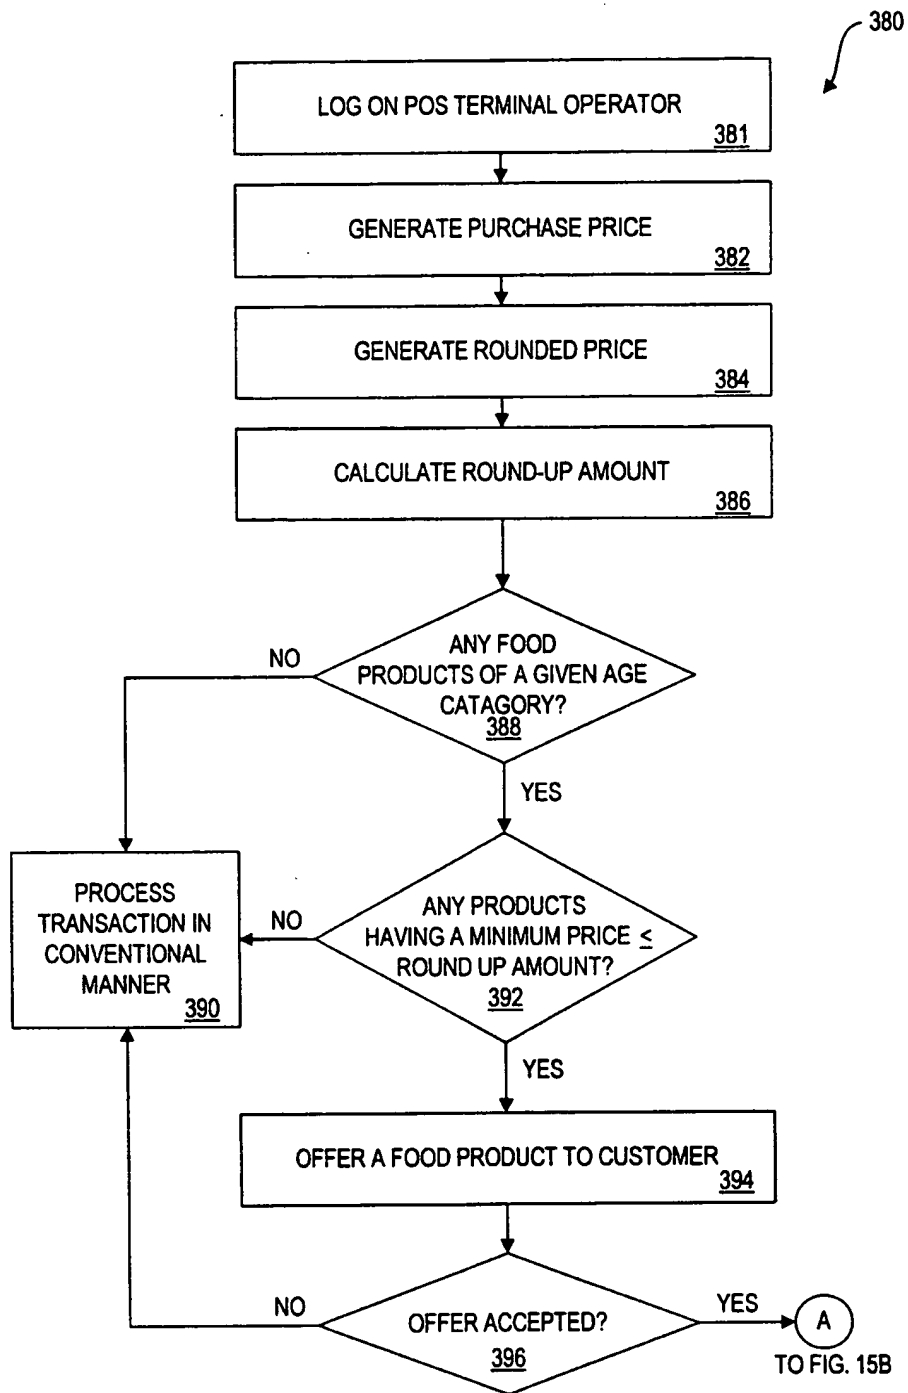 380
LOG ON POS TERMINAL OPERATOR
381
GENERATE PURCHASE PRICE
382
GENERATE ROUNDED PRICE
384
CALCULATE ROUND-UP AMOUNT
386
ANY FOOD
PRODUCTS OF A GIVEN AGE
CATAGORY?
388
NO
YES
PROCESS
TRANSACTION IN
CONVENTIONAL
MANNER
390
NO
ANY PRODUCTS
HAVING A MINIMUM PRICE ≤
ROUND UP AMOUNT?
392
YES
OFFER A FOOD PRODUCT TO CUSTOMER
394
NO
OFFER ACCEPTED?
396
YES
A
TO FIG. 15B